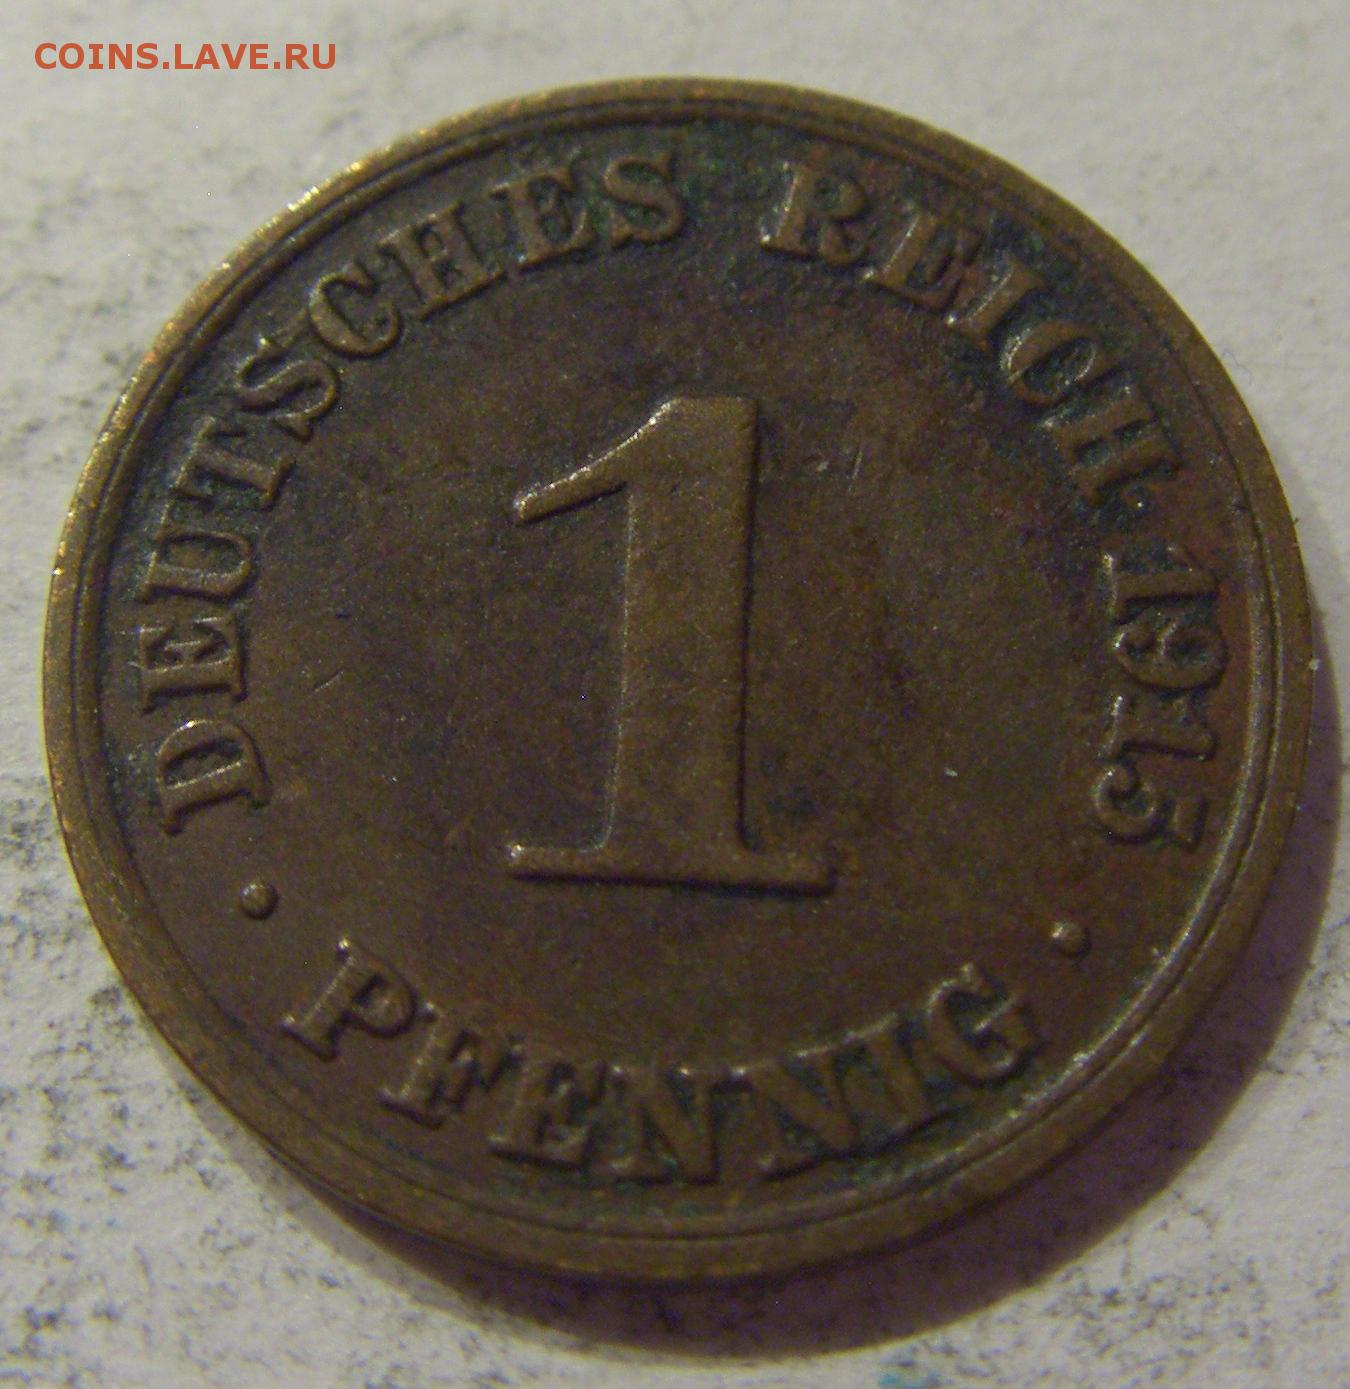 COINS.LAVE.RU
DEUTSCHES REICH · 1915
1
· PFENNIG ·